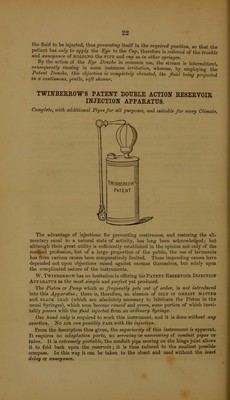 22
the fluid to be injected, thus presenting itself in the required position, so that the
patient has only to apply the Eye to the Cup, therefore is relieved of the trouble
and annoyance of HOLDING the PIPE and cup as in other syringes.
By the action of the Eye Douche in common use, the stream is intermittent,
consequently causing in some instances irritation, whereas, by employing the
Patent Douche, this objection is completely obviated, the fluid being projected
in a continuous, gentle, soft shower.
TWINBERROW'S PATENT DOUBLE ACTION RESERVOIR
INJECTION APPARATUS.
Complete, with additional Pipes for all purposes, and suitable for every Climate.
TWINBERROW'S
PATENT
The advantage of injections for preventing costiveness, and restoring the ali-
mentary canal to a natural state of activity, has long been acknowledged; but
although their great utility is sufficiently established in the opinion not only of the
medical profession, but of a large proportion of the public, the use of lavements
has from various causes been comparatively limited. These impeding causes have
depended not upon objections raised against enemas themselves, but solely upon
the complicated nature of the instruments.
W. TWINBERROW has no hesitation in offering his PATENT RESERVOIR INJECTION
APPARATUS as the most simple and perfect yet produced.
The Piston or Pump which so frequently gets out of order, is not introduced
into this Apparatus; there is, therefore, an absence of OILY or GREASY MATTER
and BLACK LEAD (which are absolutely necessary to lubricate the Piston in the
usual Syringes), which soon become rancid and green, some portion of which inevi-
tably passes with the fluid injected from an ordinary Syringe.
One hand only is required to work this instrument, and it is done without any
exertion. No AIR can possibly PASS with the injection.
From the description thus given, the superiority of this instrument is apparent.
It requires no adaptation parts, no screwing or unscrewing of conduit pipes or
tubes. It is extremely portable, the conduit pipe moving on the hinge joint allows
it to fold back upon the reservoir; it is thus reduced to the smallest possible
compass. In this way it can be taken to the closet and used without the least
delay or annoyance.